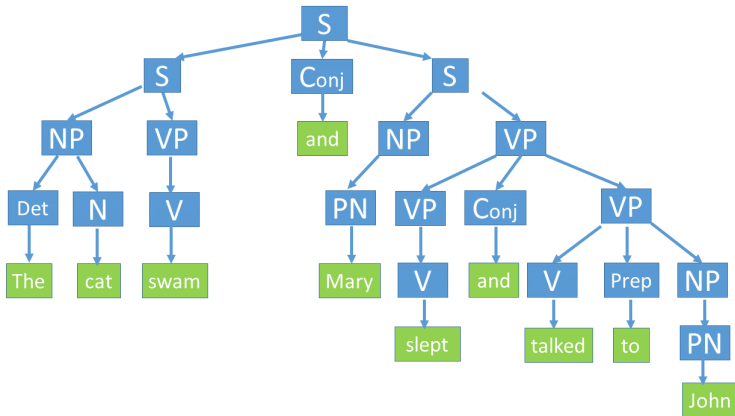 S
S Conj S
NP VP and NP VP
Det N V PN VP Conj VP
The cat swam Mary V and V Prep NP
slept talked to PN
John